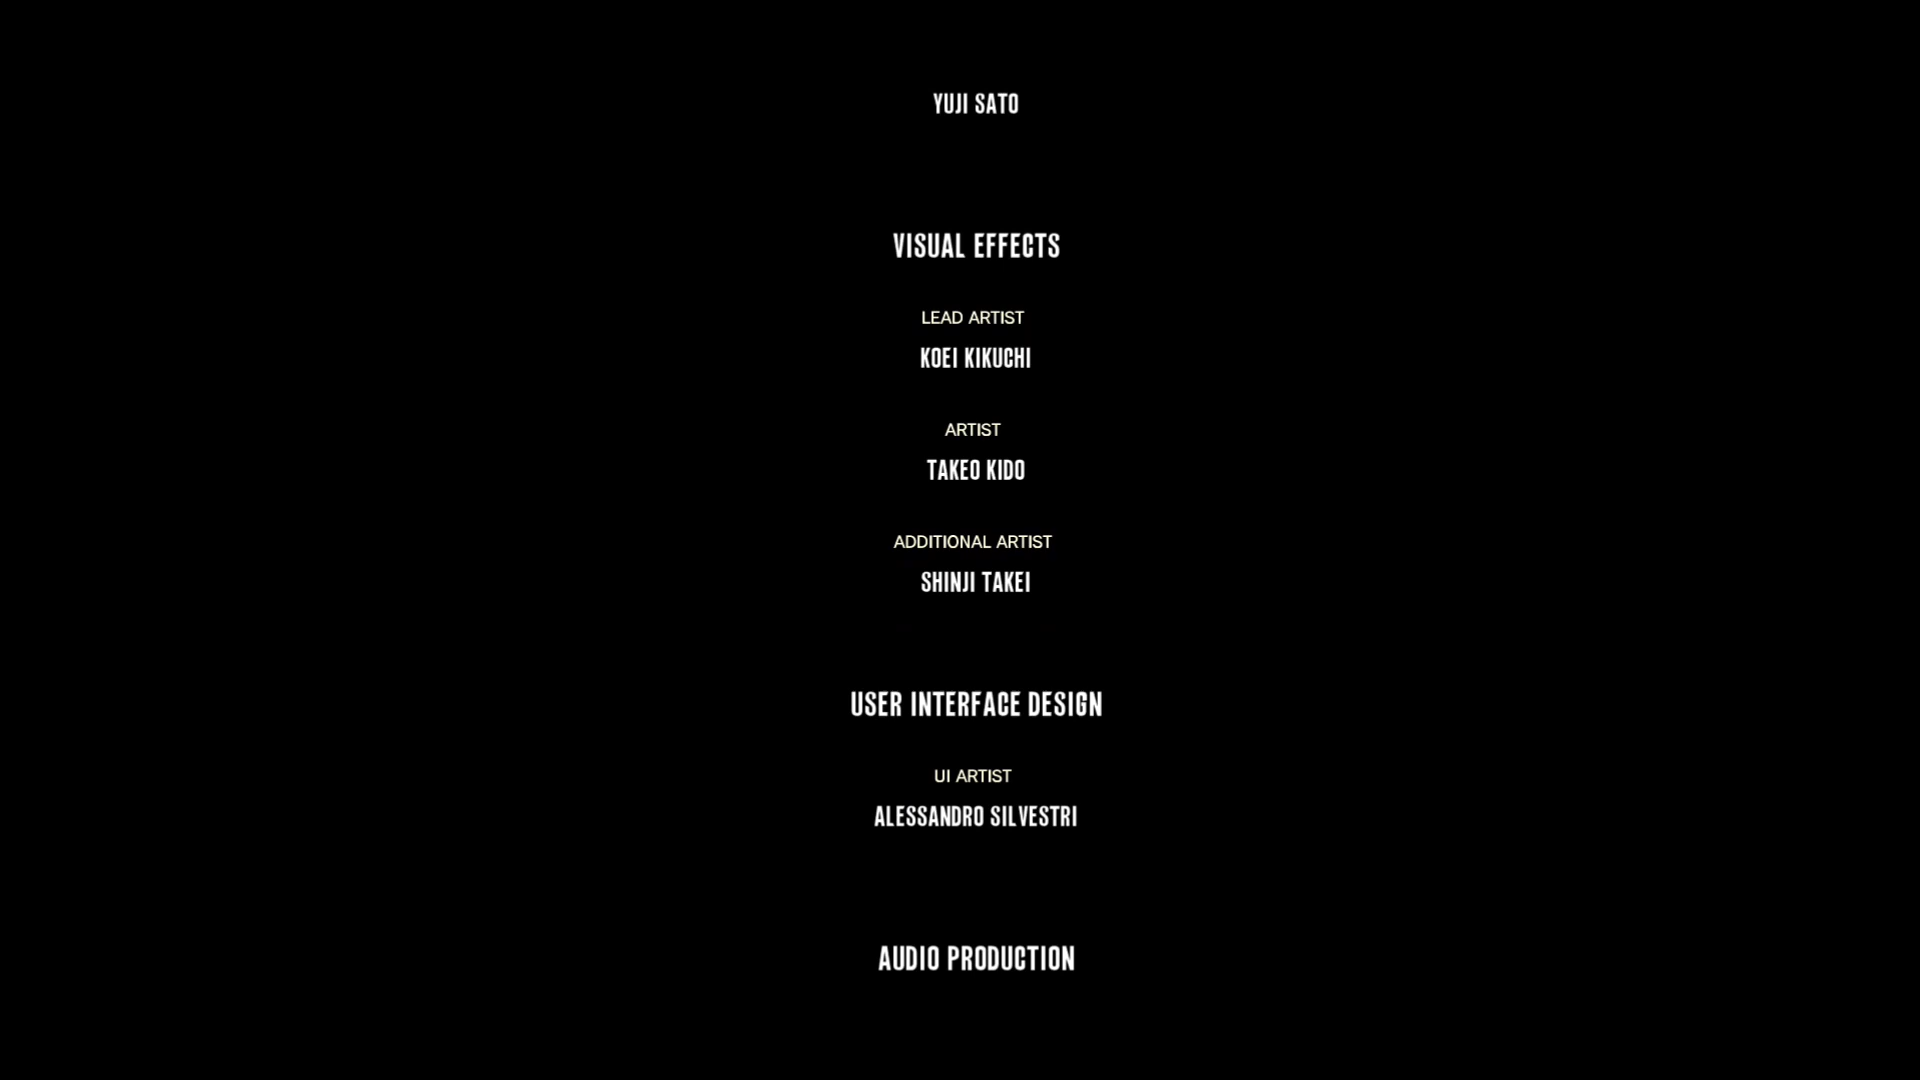 YUJI SATO
VISUAL EFFECTS
LEAD ARTIST
KOEI KIKUCHI
ARTIST
TAKEO KIDO
ADDITIONAL ARTIST
SHINJI TAKEI
USER INTERFACE DESIGN
UI ARTIST
ALESSANDRO SILVESTRI
AUDIO PRODUCTION